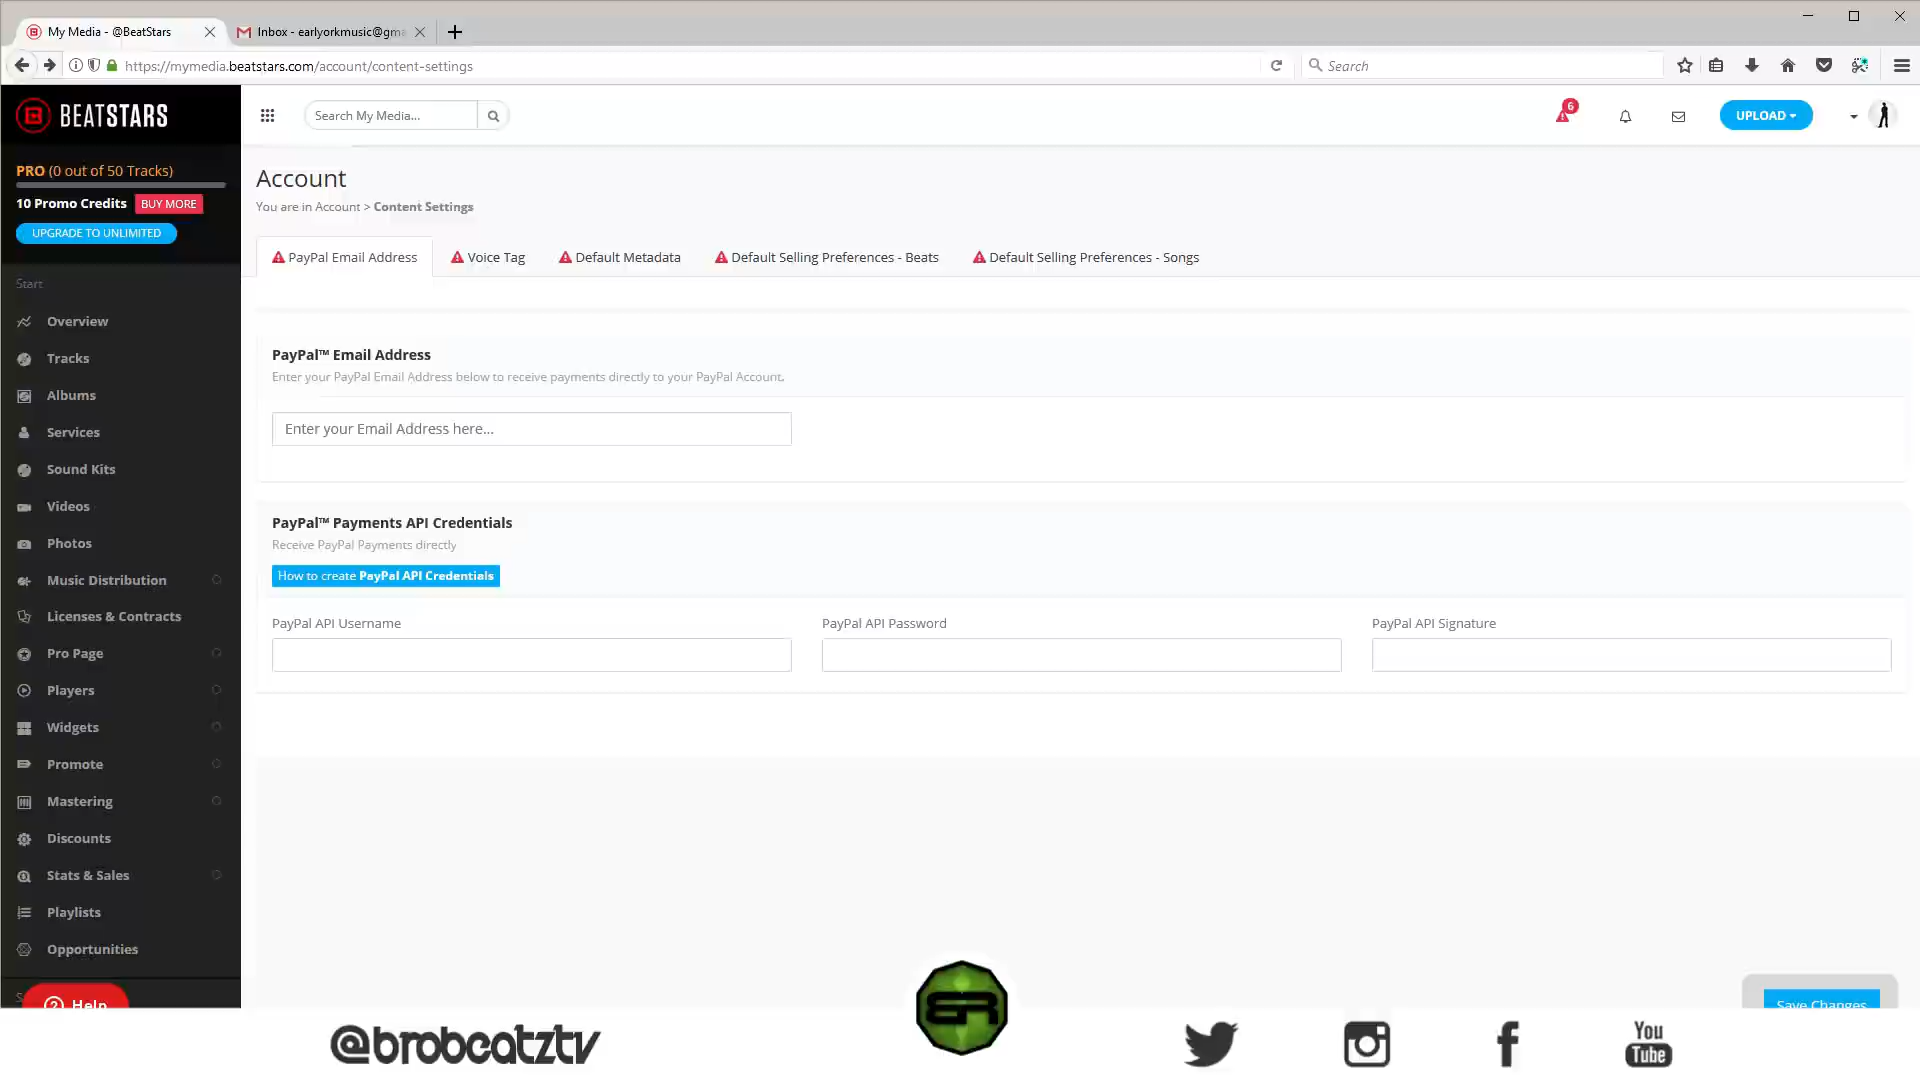 My Media - @BeatStars
Inbox - earlyorkmusic@gma
https://mymedia.beatstars.com/account/content-settings
Search
BEATSTARS
Search My Media...
6
UPLOAD
PRO (0 out of 50 Tracks)
10 Promo Credits BUY MORE
UPGRADE TO UNLIMITED
Start
Overview
Tracks
Albums
Services
Sound Kits
Videos
Photos
Music Distribution
Licenses & Contracts
Pro Page
Players
Widgets
Promote
Mastering
Discounts
Stats & Sales
Playlists
Opportunities
Help
Account
You are in Account > Content Settings
PayPal Email Address
Voice Tag
Default Metadata
Default Selling Preferences - Beats
Default Selling Preferences - Songs
PayPal™ Email Address
Enter your PayPal Email Address below to receive payments directly to your PayPal Account.
Enter your Email Address here...
PayPal™ Payments API Credentials
Receive PayPal Payments directly
How to create PayPal API Credentials
PayPal API Username
PayPal API Password
PayPal API Signature
Save Changes
@brobeatztv
BR
You
Tube